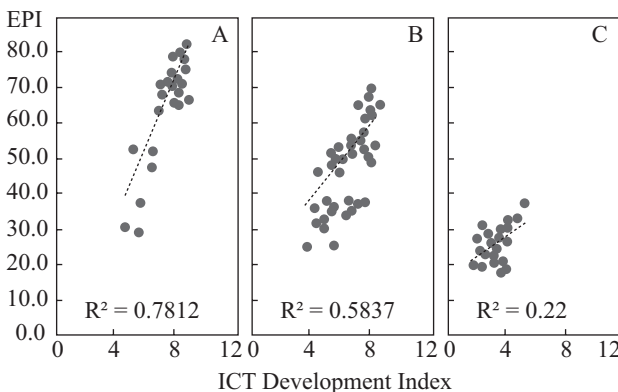 EPI
A
B
C
80.0
70.0
60.0
50.0
40.0
30.0
20.0
10.0
0.0
R² = 0.7812
R² = 0.5837
R² = 0.22
0 4 8 12 0 4 8 12 0 4 8 12
ICT Development Index